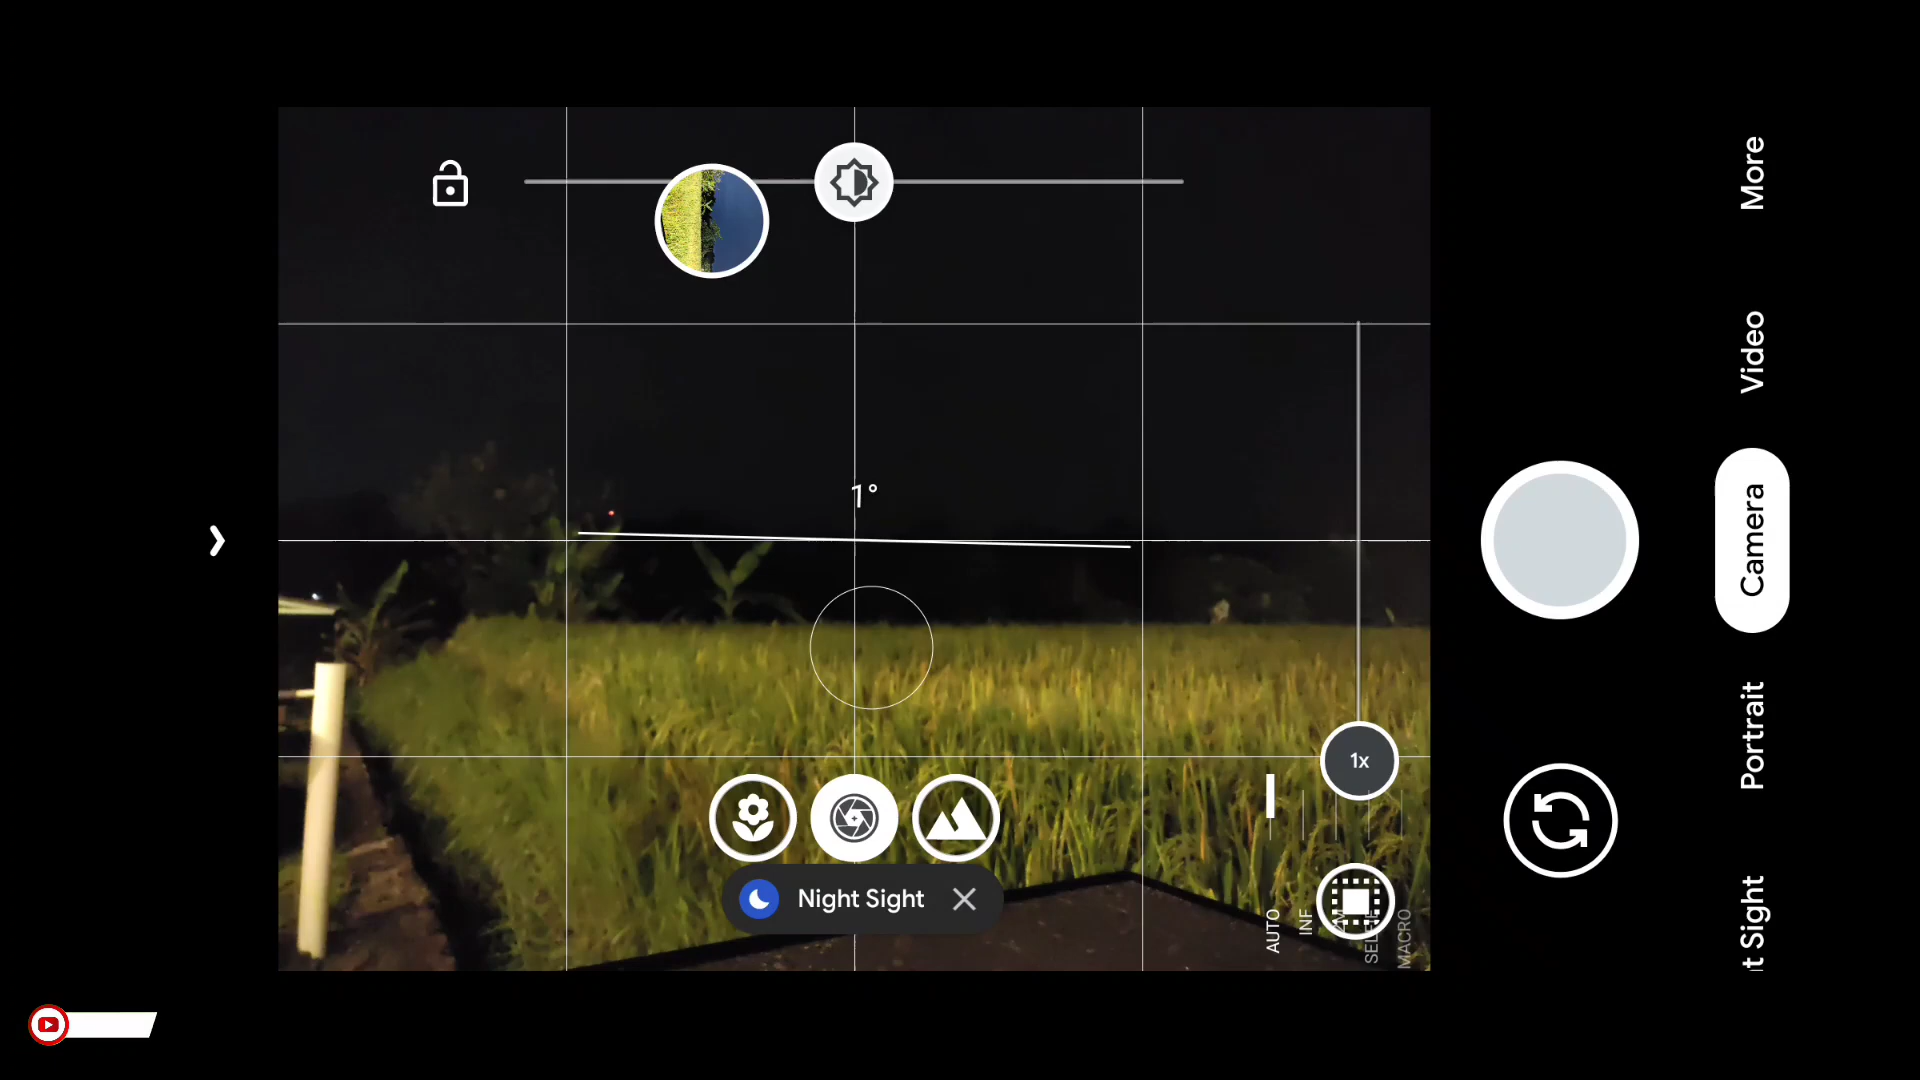 More
Video
Camera
Portrait
t Sight
1°
1x
Night Sight
AUTO
INF
MACRO